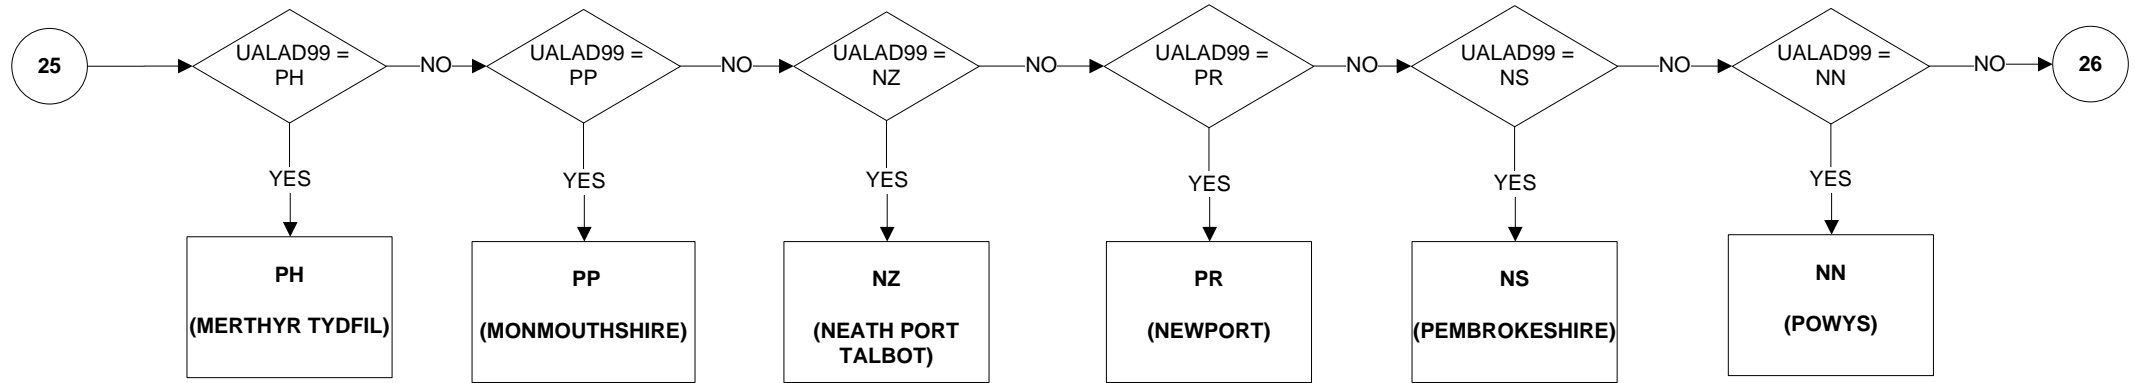 25
UALAD99 =
PH
NO
UALAD99 =
PP
NO
UALAD99 =
NZ
NO
UALAD99 =
PR
NO
UALAD99 =
NS
NO
UALAD99 =
NN
NO
26
YES
YES
YES
YES
YES
YES
PH
(MERTHYR TYDFIL)
PP
(MONMOUTHSHIRE)
NZ
(NEATH PORT
TALBOT)
PR
(NEWPORT)
NS
(PEMBROKESHIRE)
NN
(POWYS)